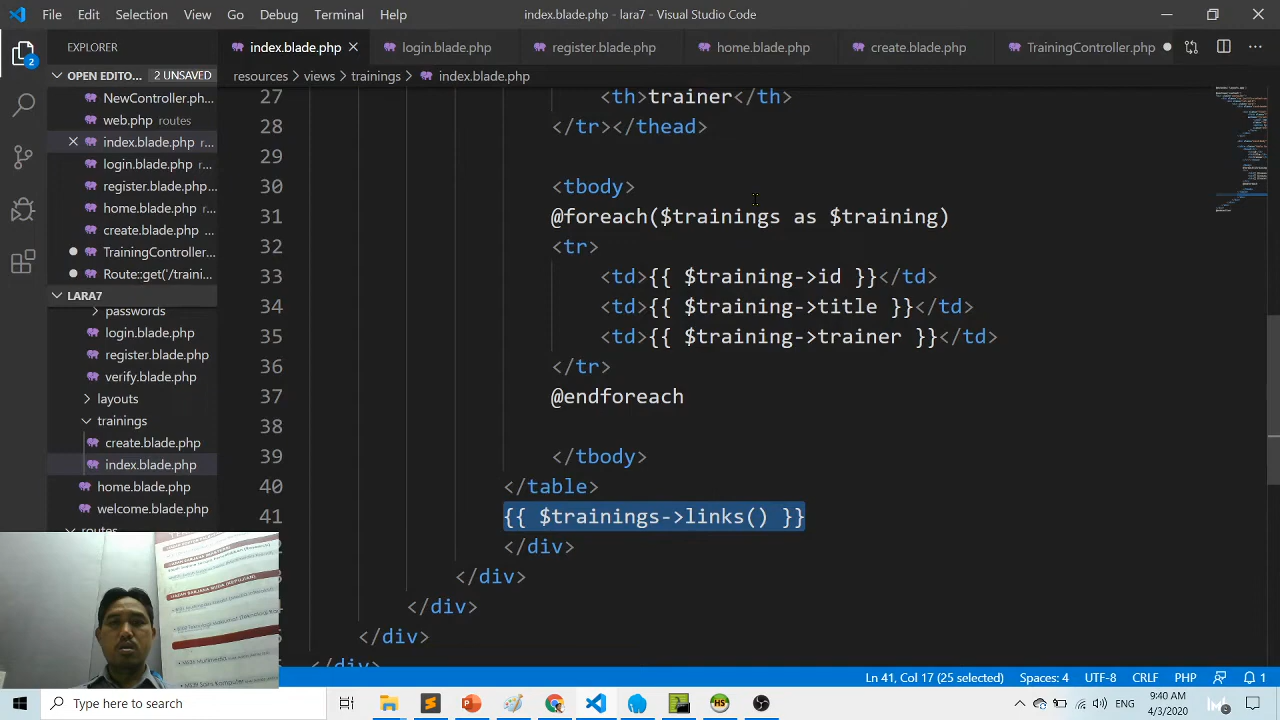 File Edit Selection View Go Debug Terminal Help
index.blade.php - lara7 - Visual Studio Code
EXPLORER
index.blade.php login.blade.php register.blade.php home.blade.php create.blade.php TrainingController.php
OPEN EDITO... 2 UNSAVED
resources > views > trainings > index.blade.php
NewController.ph...
web.php routes
index.blade.php r...
login.blade.php r...
register.blade.php...
home.blade.php r...
create.blade.php...
TrainingController...
Route::get('/traini...
LARA7
passwords
login.blade.php
register.blade.php
verify.blade.php
layouts
trainings
create.blade.php
index.blade.php
home.blade.php
welcome.blade.php
routes
27 <th>trainer</th>
28 </tr></thead>
29
30 <tbody>
31 @foreach($trainings as $training)
32 <tr>
33 <td>{{ $training->id }}</td>
34 <td>{{ $training->title }}</td>
35 <td>{{ $training->trainer }}</td>
36 </tr>
37 @endforeach
38
39 </tbody>
40 </table>
41 {{ $trainings->links() }}
</div>
</div>
</div>
</div>
</div>
Ln 41, Col 17 (25 selected) Spaces: 4 UTF-8 CRLF PHP 1
Type here to search
ENG
9:40 AM
4/3/2020